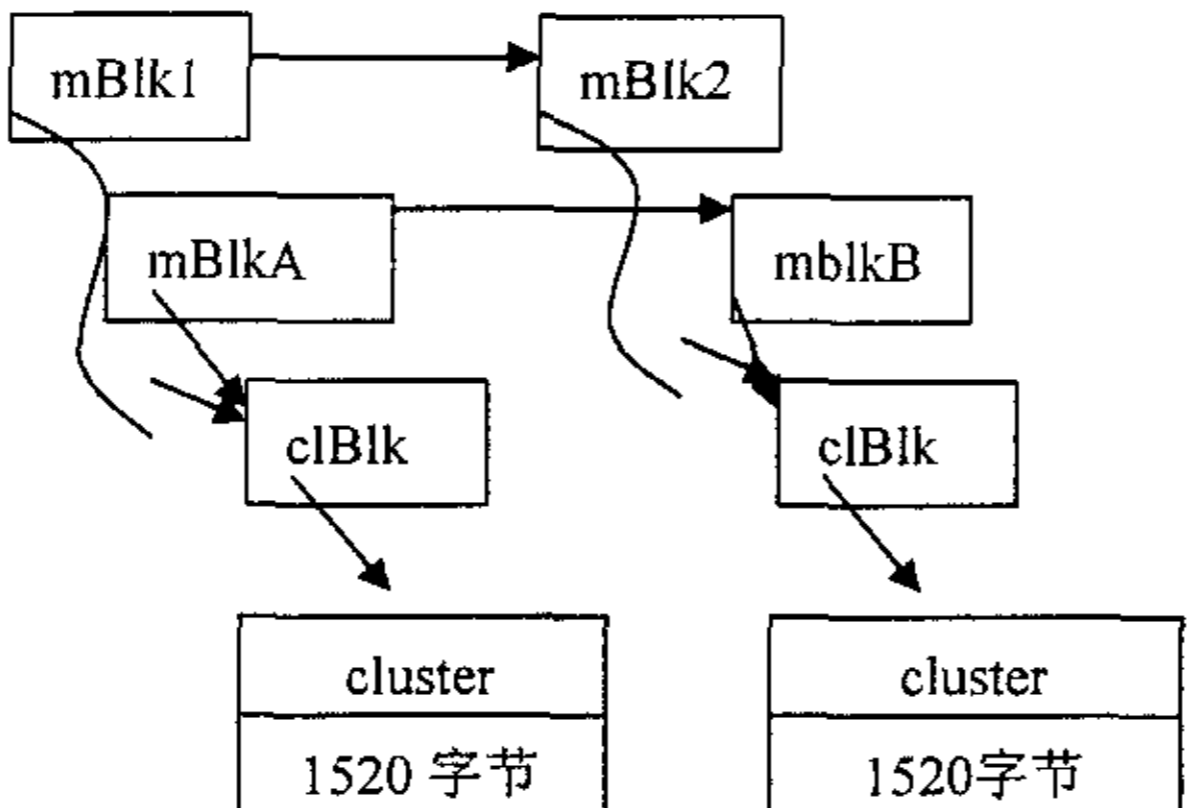 mBlk1
mBlk2
mBlkA
mblkB
clBlk
clBlk
cluster
cluster
1520 字节
1520字节